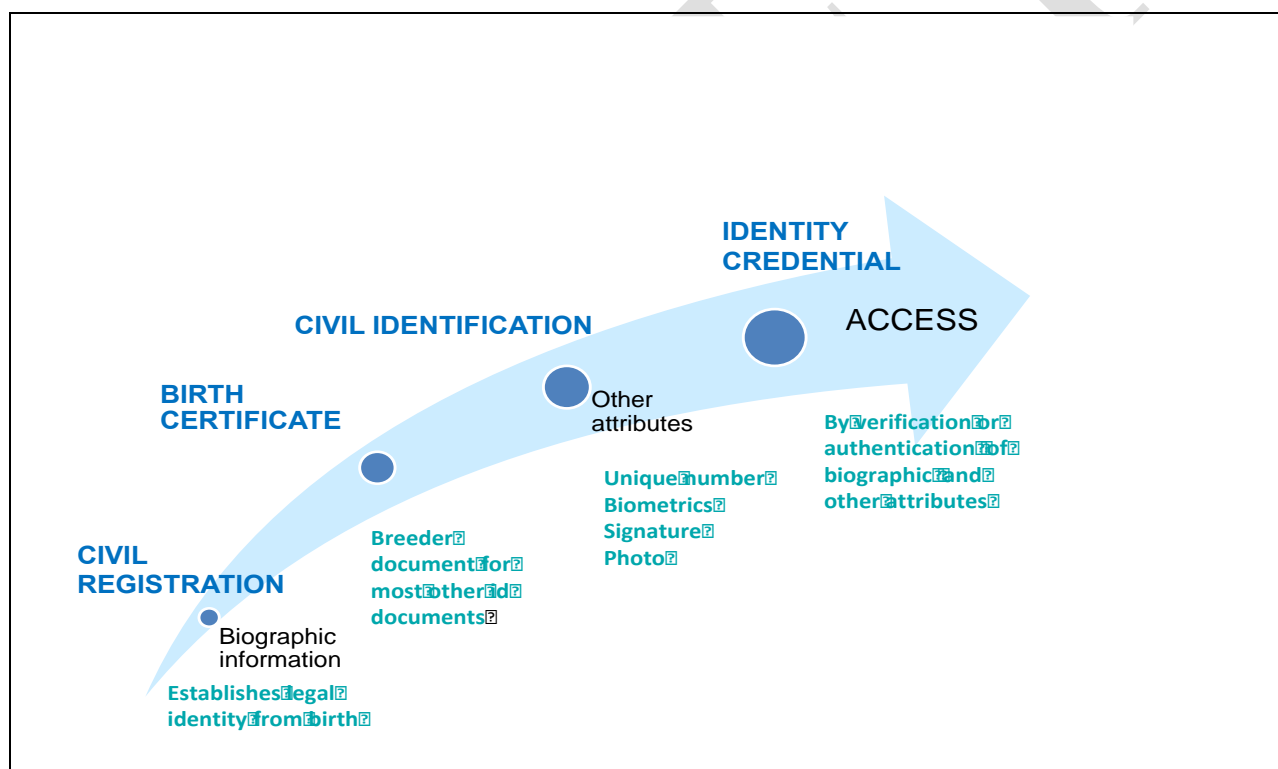 IDENTITY
CREDENTIAL
ACCESS
CIVIL IDENTIFICATION
Other
attributes
BIRTH
CERTIFICATE
By⍰verification⍰or⍰
authentication⍰of⍰
biographic⍰and⍰
other⍰attributes⍰
Unique⍰number⍰
Biometrics⍰
Signature⍰
Photo⍰
Breeder⍰
document⍰for⍰
most⍰other⍰id⍰
documents⍰
CIVIL
REGISTRATION
Biographic
information
Establishes⍰legal⍰
identity⍰from⍰birth⍰